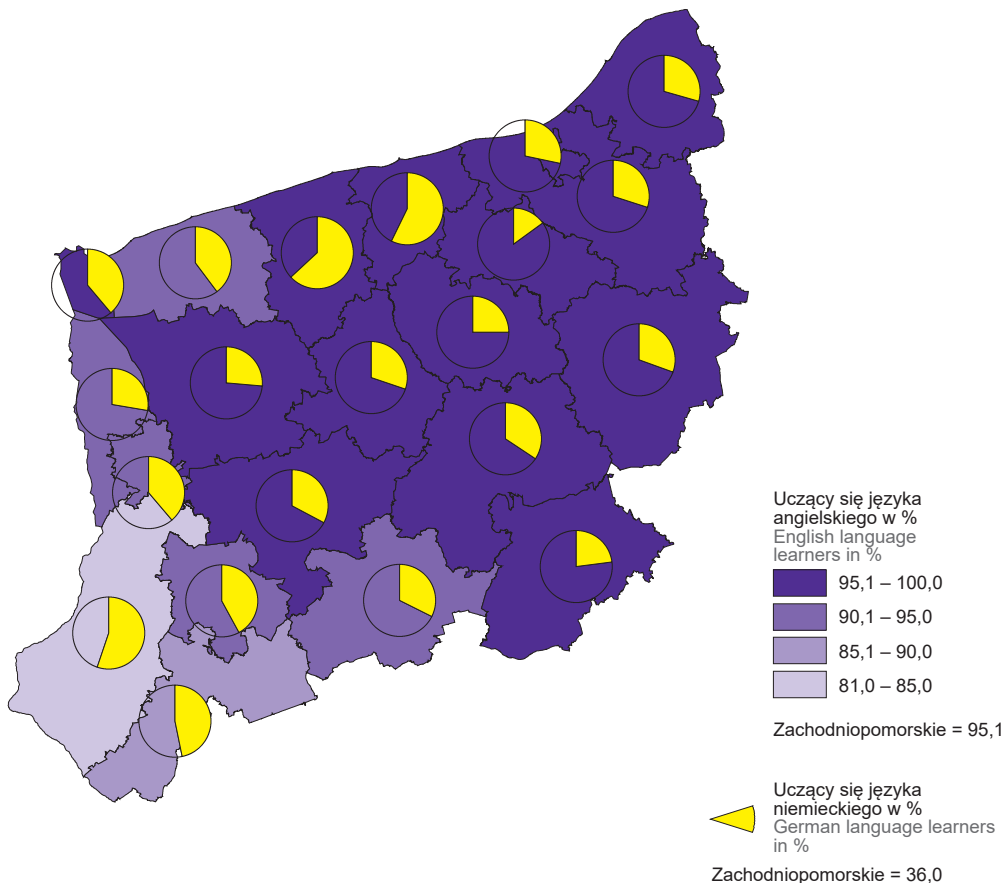 Uczący się języka
angielskiego w %
English language
learners in %
95,1 – 100,0
90,1 – 95,0
85,1 – 90,0
81,0 – 85,0
Zachodniopomorskie = 95,1
Uczący się języka
niemieckiego w %
German language learners
in %
Zachodniopomorskie = 36,0